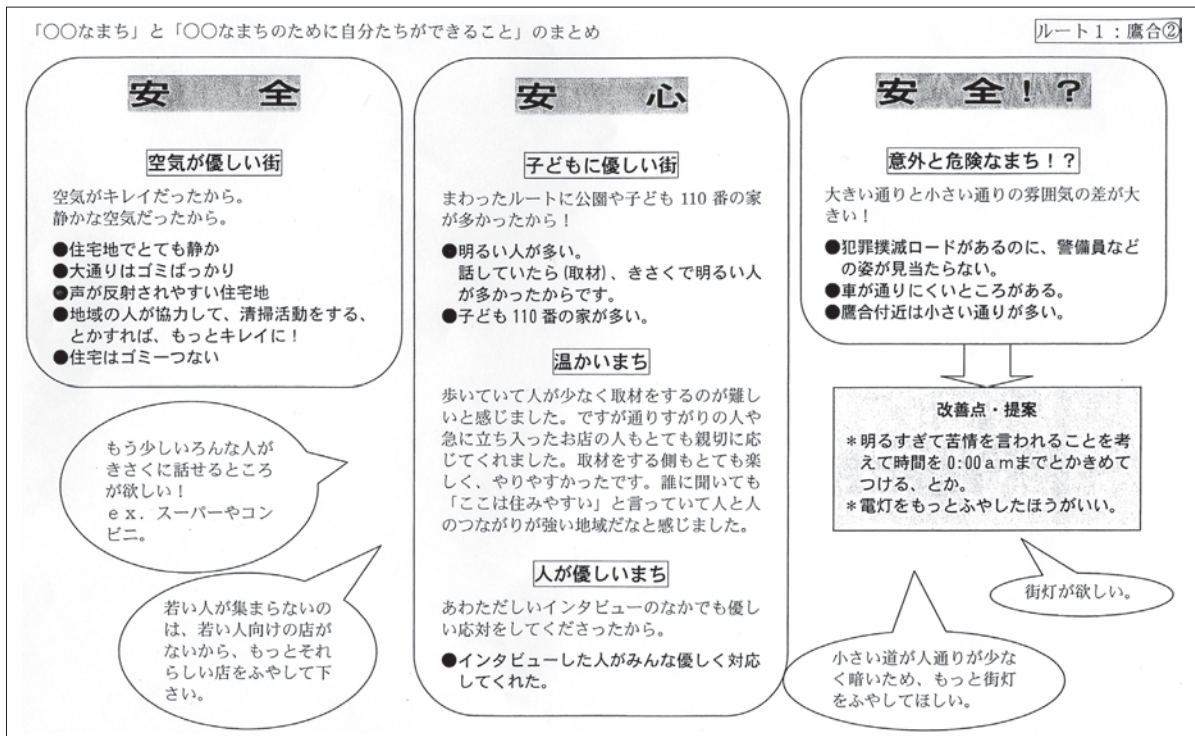 「〇〇なまち」と「〇〇なまちのために自分たちができること」のまとめ
ルート1：鷹合②
安　全
空気が優しい街
空気がキレイだったから。
静かな空気だったから。
●住宅地でとても静か
●大通りはゴミばっかり
●声が反射されやすい住宅地
●地域の人が協力して、清掃活動をする、
とかすれば、もっとキレイに！
●住宅はゴミ一つない
もう少しいろんな人が
きさくに話せるところ
が欲しい！
ｅｘ．スーパーやコン
ビニ。
若い人が集まらないの
は、若い人向けの店が
ないから、もっとそれ
らしい店をふやして下
さい。
安　心
子どもに優しい街
まわったルートに公園や子ども 110 番の家
が多かったから！
●明るい人が多い。
話していたら(取材)、きさくで明るい人
が多かったからです。
●子ども 110 番の家が多い。
温かいまち
歩いていて人が少なく取材をするのが難し
いと感じました。ですが通りすがりの人や
急に立ち入ったお店の人もとても親切に応
じてくれました。取材をする側もとても楽
しく、やりやすかったです。誰に聞いても
「ここは住みやすい」と言っていて人と人
のつながりが強い地域だなと感じました。
人が優しいまち
あわただしいインタビューのなかでも優し
い応対をしてくださったから。
●インタビューした人がみんな優しく対応
してくれた。
安　全！？
意外と危険なまち！？
大きい通りと小さい通りの雰囲気の差が大
きい！
●犯罪撲滅ロードがあるのに、警備員など
の姿が見当たらない。
●車が通りにくいところがある。
●鷹合付近は小さい通りが多い。
改善点・提案
＊明るすぎて苦情を言われることを考
えて時間を 0:00ａｍまでとかきめて
つける、とか。
＊電灯をもっとふやしたほうがいい。
街灯が欲しい。
小さい道が人通りが少な
く暗いため、もっと街灯
をふやしてほしい。